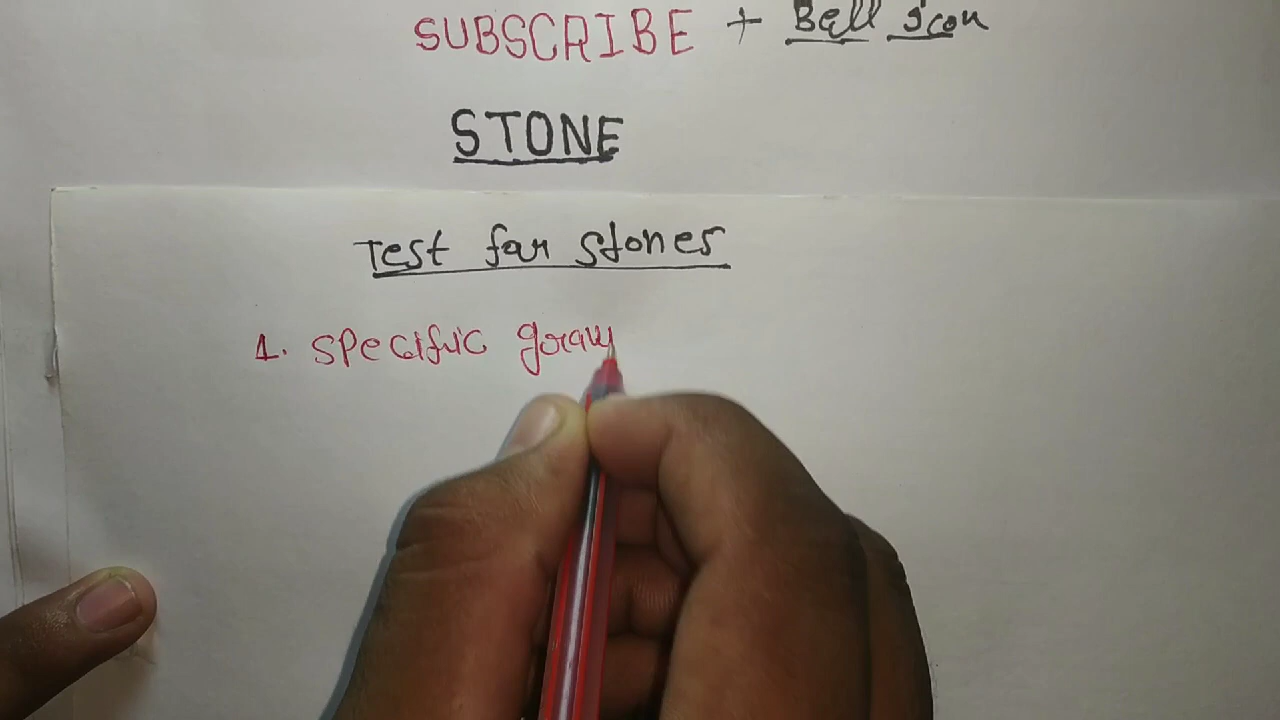 SUBSCRIBE + Bell icon
STONE
Test for stones
1. Specific grav